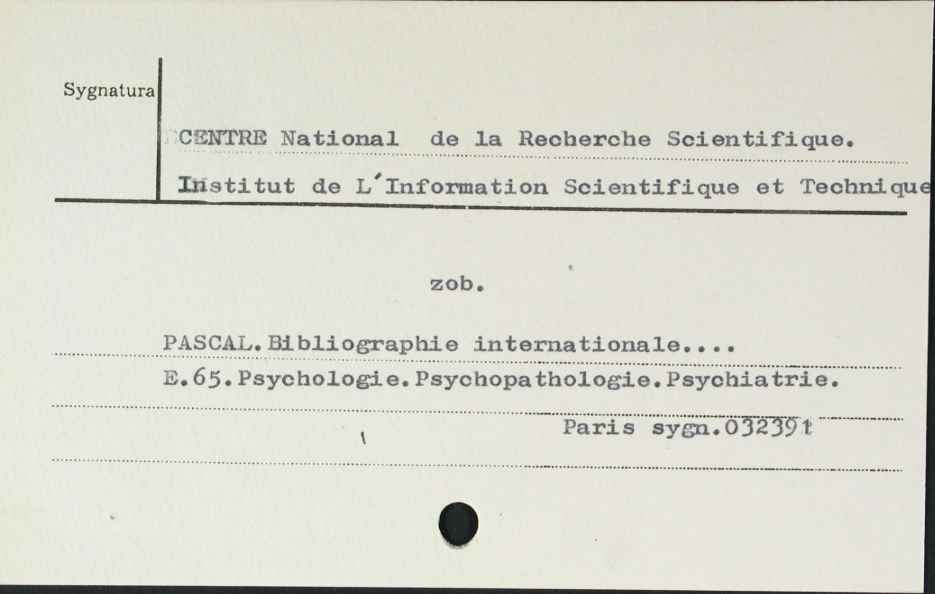 Sygnatura
CENTRE National de la Recherche Scientifique.
Institut de L'Information Scientifique et Technique
zob.
PASCAL. Bibliographie internationale....
E.65. Psychologie. Psychopathologie. Psychiatrie.
Paris sygn. 032391